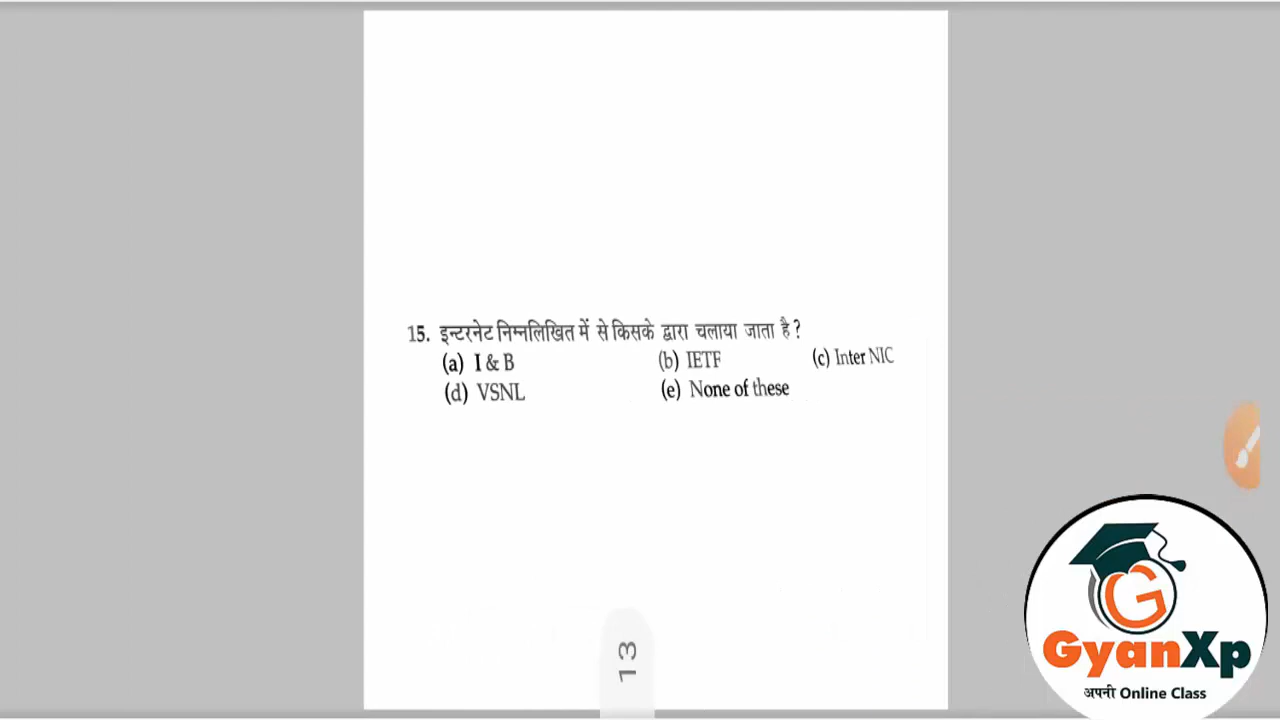 15. इन्टरनेट निम्नलिखित में से किसके द्वारा चलाया जाता है ?
(a) I & B (b) IETF (c) Inter NIC
(d) VSNL (e) None of these
13
G
GyanXp
अपनी Online Class